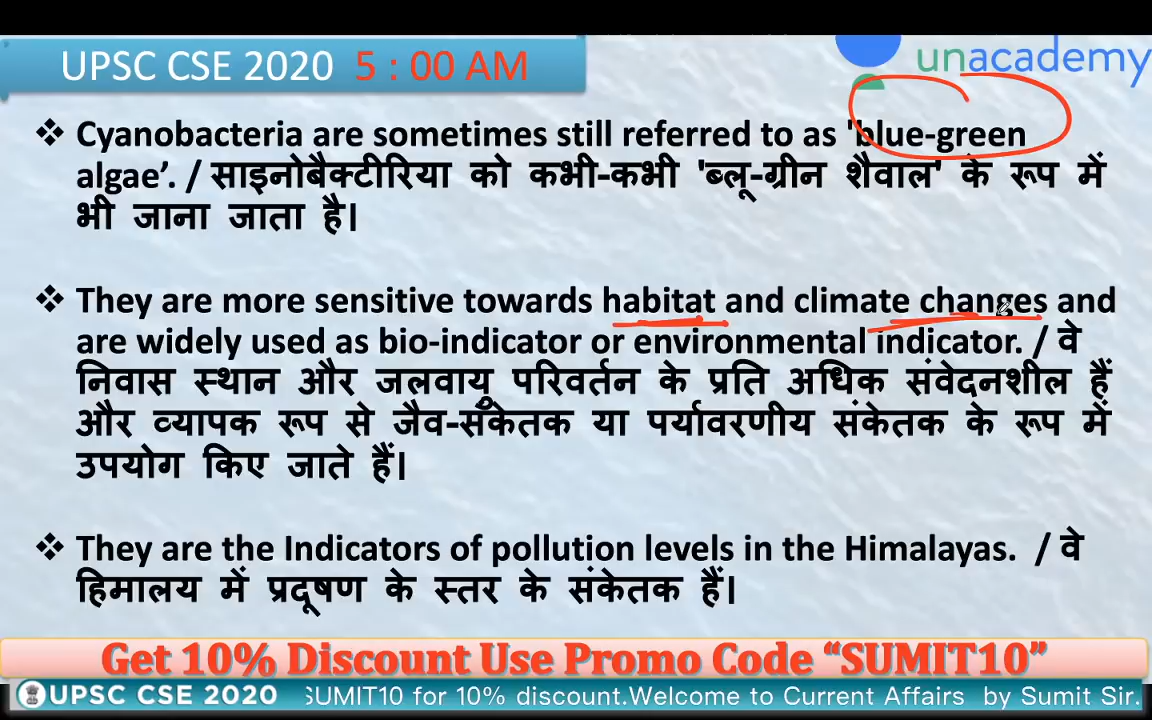 UPSC CSE 2020 5 : 00 AM
unacademy
❖ Cyanobacteria are sometimes still referred to as 'blue-green
algae’. / साइनोबैक्टीरिया को कभी-कभी 'ब्लू-ग्रीन शैवाल' के रूप में
भी जाना जाता है।
❖ They are more sensitive towards habitat and climate changes and
are widely used as bio-indicator or environmental indicator. / वे
निवास स्थान और जलवायु परिवर्तन के प्रति अधिक संवेदनशील हैं
और व्यापक रूप से जैव-संकेतक या पर्यावरणीय संकेतक के रूप में
उपयोग किए जाते हैं।
❖ They are the Indicators of pollution levels in the Himalayas. / वे
हिमालय में प्रदूषण के स्तर के संकेतक हैं।
Get 10% Discount Use Promo Code “SUMIT10”
UPSC CSE 2020 SUMIT10 for 10% discount.Welcome to Current Affairs by Sumit Sir.